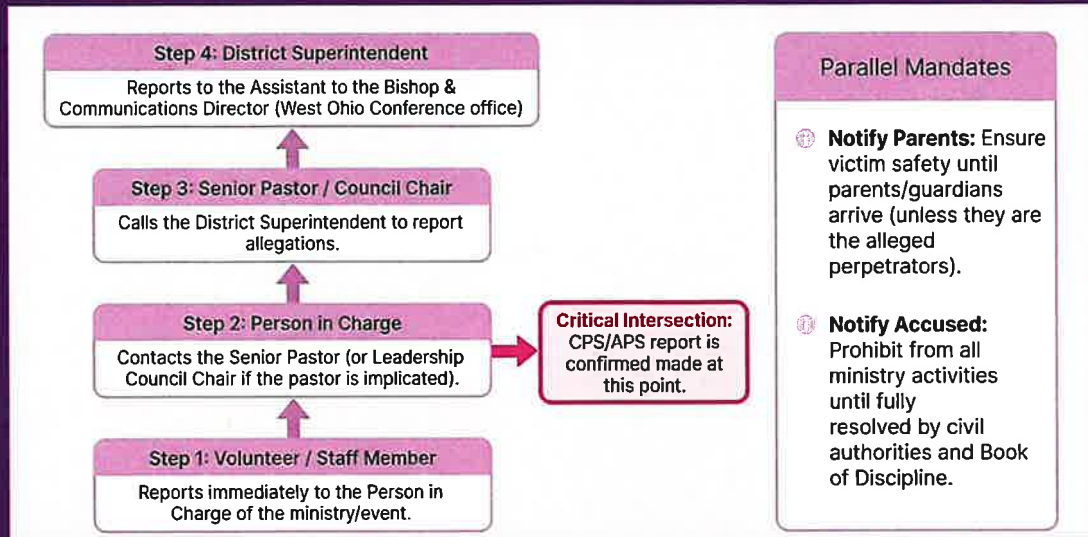 Step 4: District Superintendent
Reports to the Assistant to the Bishop &
Communications Director (West Ohio Conference office)
Step 3: Senior Pastor / Council Chair
Calls the District Superintendent to report
allegations.
Step 2: Person in Charge
Contacts the Senior Pastor (or Leadership
Council Chair if the pastor is implicated).
Critical Intersection:
CPS/APS report is
confirmed made at
this point.
Step 1: Volunteer / Staff Member
Reports immediately to the Person in
Charge of the ministry/event.
Parallel Mandates
Notify Parents: Ensure
victim safety until
parents/guardians
arrive (unless they are
the alleged
perpetrators).
Notify Accused:
Prohibit from all
ministry activities
until fully
resolved by civil
authorities and Book
of Discipline.